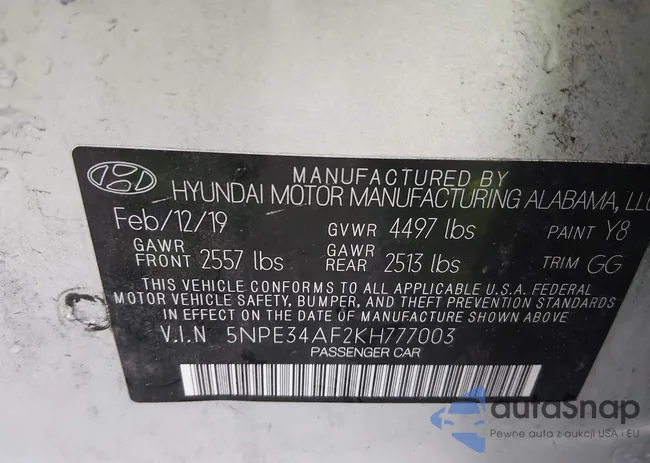 MANUFACTURED BY
HYUNDAI MOTOR MANUFACTURING ALABAMA, LLC
Feb/12/19 GVWR 4497 lbs PAINT Y8
GAWR FRONT 2557 lbs GAWR REAR 2513 lbs TRIM GG
THIS VEHICLE CONFORMS TO ALL APPLICABLE U.S.A. FEDERAL
MOTOR VEHICLE SAFETY, BUMPER, AND THEFT PREVENTION STANDARDS
IN EFFECT ON THE DATE OF MANUFACTURE SHOWN ABOVE.
V.I.N 5NPE34AF2KH777003
PASSENGER CAR
autasnap
Pewne auta z aukcji USA i EU